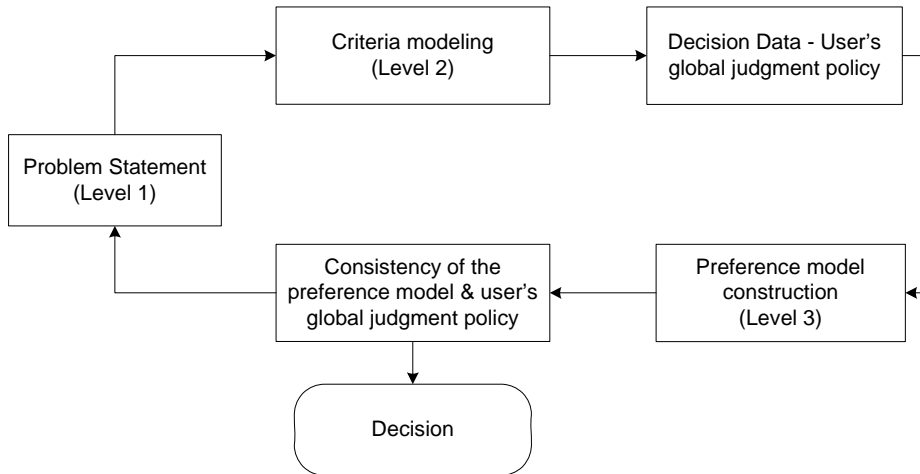 Criteria modeling
(Level 2)
Decision Data - User's
global judgment policy
Problem Statement
(Level 1)
Consistency of the
preference model & user's
global judgment policy
Preference model
construction
(Level 3)
Decision